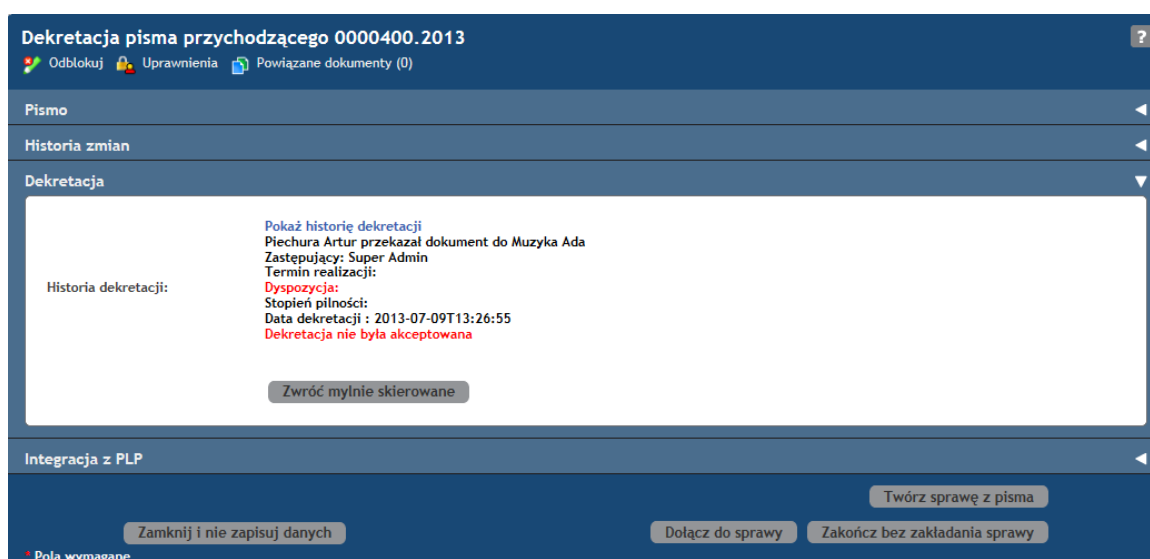 Dekretacja pisma przychodzącego 0000400.2013
?
Odblokuj Uprawnienia Powiązane dokumenty (0)
Pismo
Historia zmian
Dekretacja
Pokaż historię dekretacji
Piechura Artur przekazał dokument do Muzyka Ada
Zastępujący: Super Admin
Termin realizacji:
Historia dekretacji:
Dyspozycja:
Stopień pilności:
Data dekretacji : 2013-07-09T13:26:55
Dekretacja nie była akceptowana
Zwróć mylnie skierowane
Integracja z PLP
Twórz sprawę z pisma
Zamknij i nie zapisuj danych
Dołącz do sprawy
Zakończ bez zakładania sprawy
* Pola wymagane